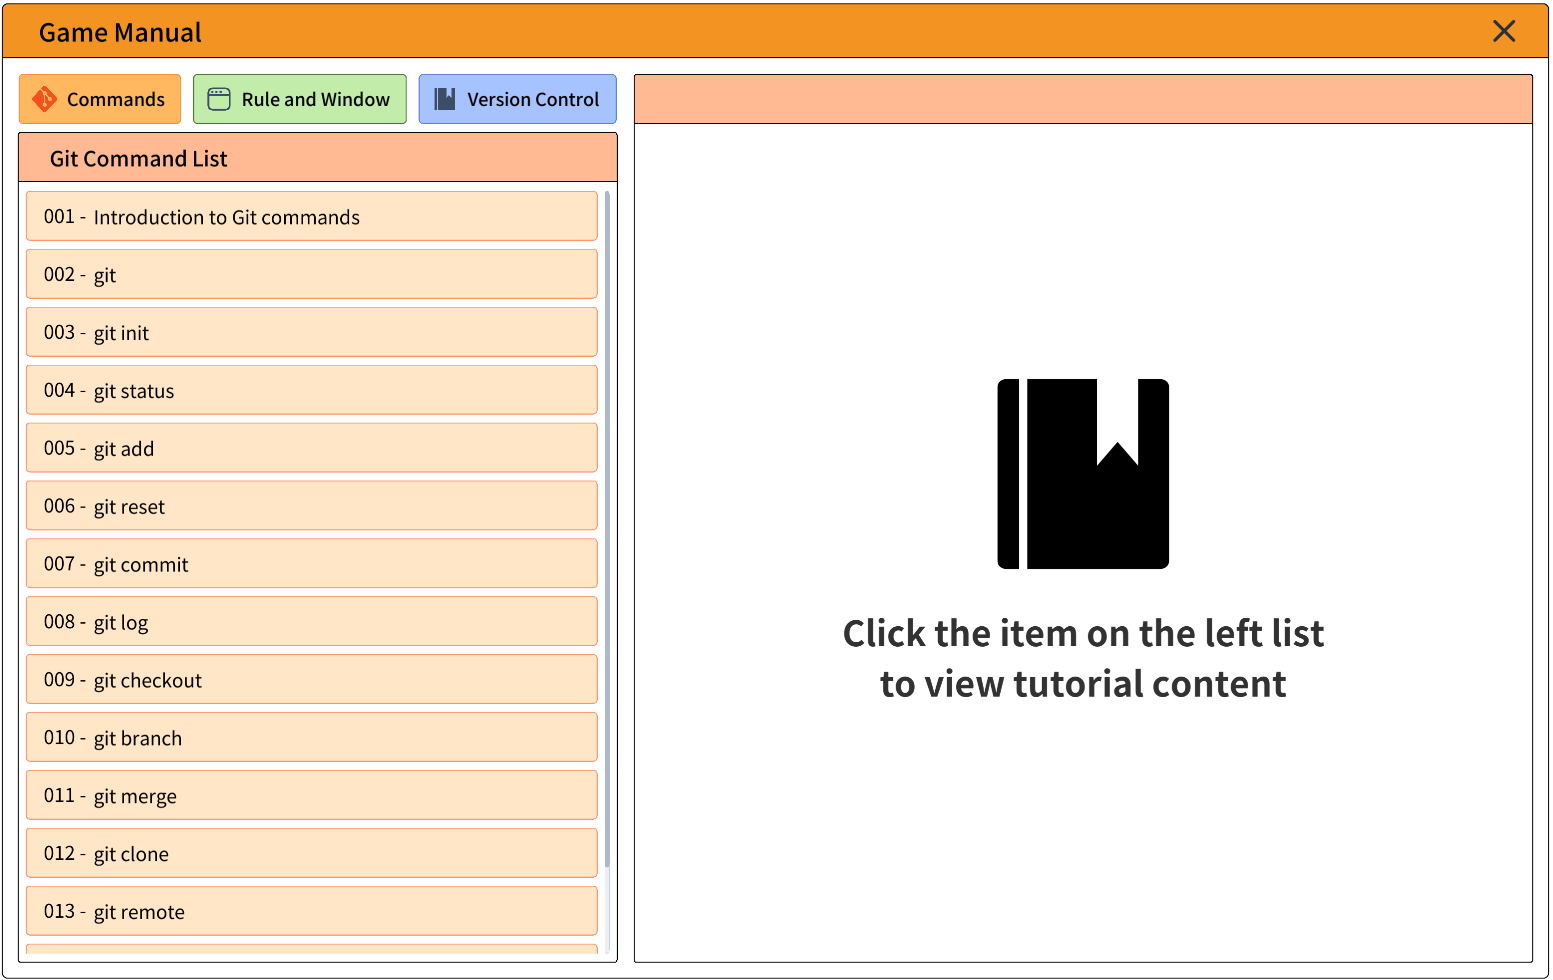 Game Manual
Commands
Rule and Window
Version Control
Git Command List
001 - Introduction to Git commands
002 - git
003 - git init
004 - git status
005 - git add
006 - git reset
007 - git commit
008 - git log
009 - git checkout
010 - git branch
011 - git merge
012 - git clone
013 - git remote
Click the item on the left list
to view tutorial content